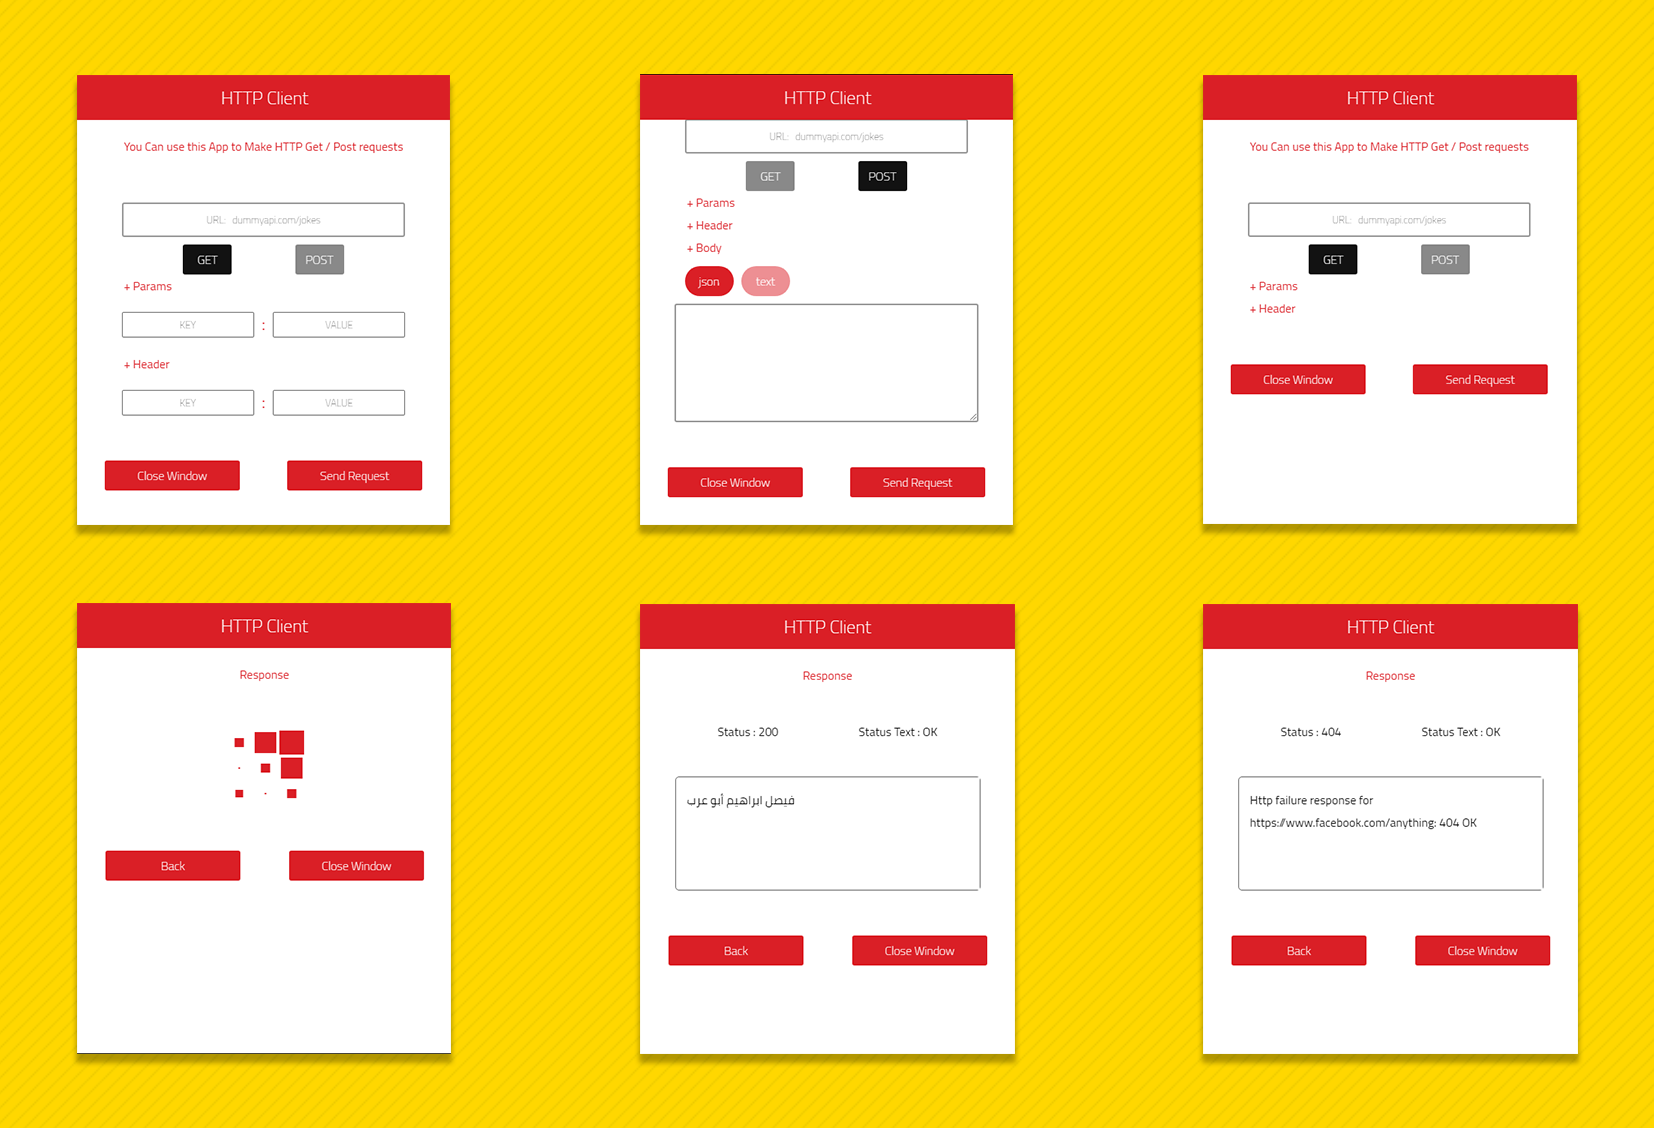 HTTP Client
You Can use this App to Make HTTP Get / Post requests
URL: dummyapi.com/jokes
GET POST
+ Params
KEY : VALUE
+ Header
KEY : VALUE
Close Window Send Request
HTTP Client
URL: dummyapi.com/jokes
GET POST
+ Params
+ Header
+ Body
json text
Close Window Send Request
HTTP Client
You Can use this App to Make HTTP Get / Post requests
URL: dummyapi.com/jokes
GET POST
+ Params
+ Header
Close Window Send Request
HTTP Client
Response
Back Close Window
HTTP Client
Response
Status : 200 Status Text : OK
فيصل ابراهيم أبو عرب
Back Close Window
HTTP Client
Response
Status : 404 Status Text : OK
Http failure response for
https://www.facebook.com/anything: 404 OK
Back Close Window